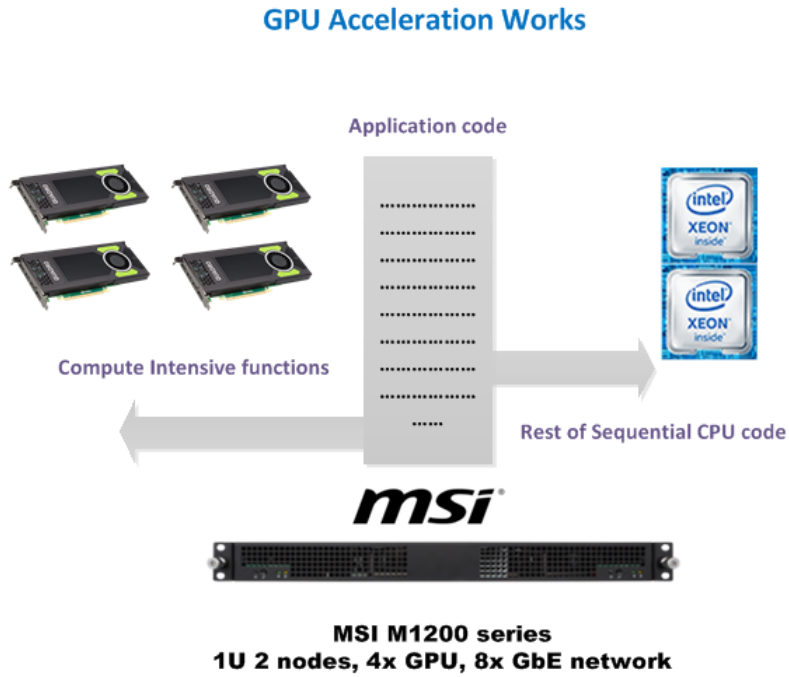 GPU Acceleration Works
Application code
intel
XEON
inside
intel
XEON
inside
Compute Intensive functions
Rest of Sequential CPU code
msi
MSI M1200 series
1U 2 nodes, 4x GPU, 8x GbE network